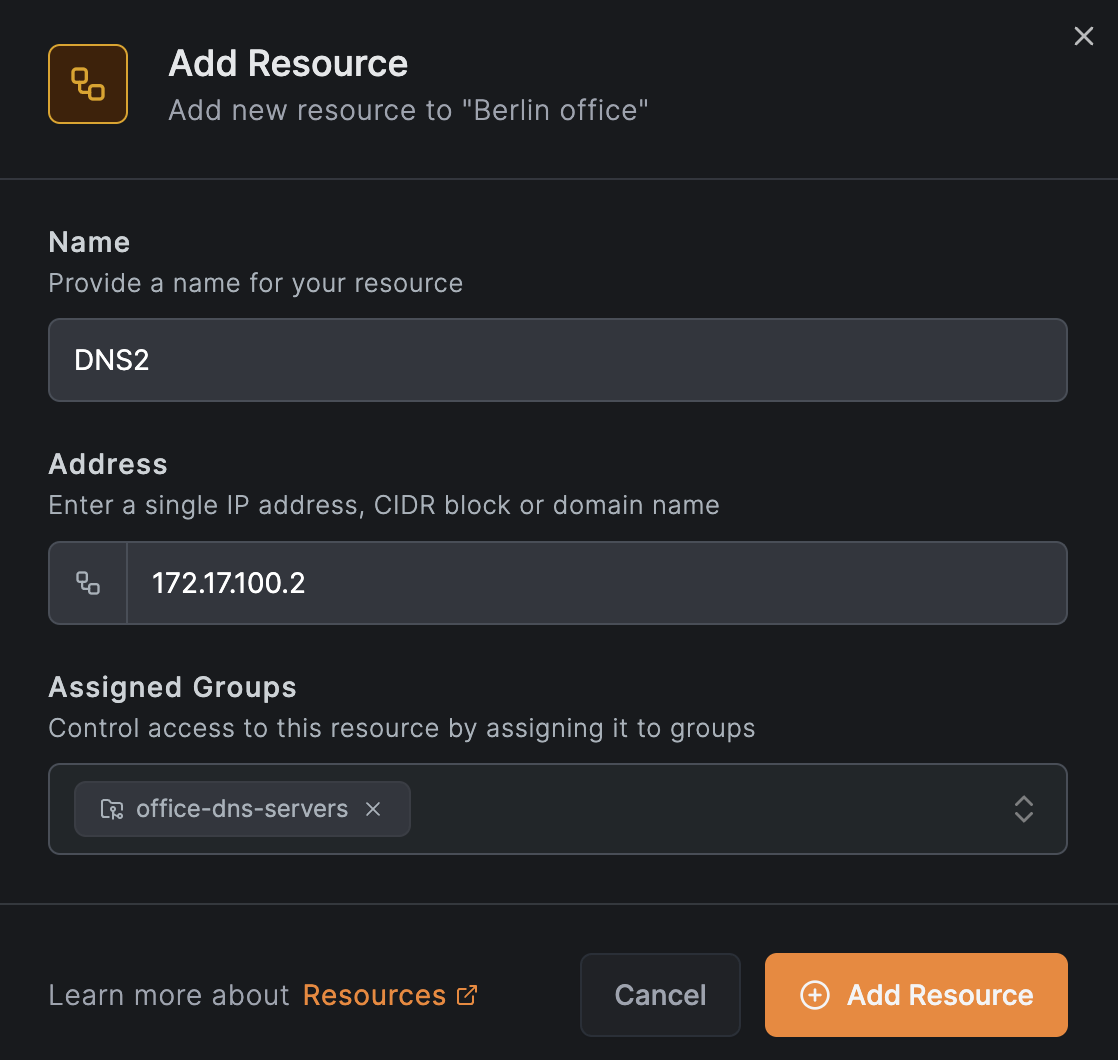 Add Resource
Add new resource to "Berlin office"
Name
Provide a name for your resource
DNS2
Address
Enter a single IP address, CIDR block or domain name
172.17.100.2
Assigned Groups
Control access to this resource by assigning it to groups
office-dns-servers
Learn more about Resources
Cancel
Add Resource